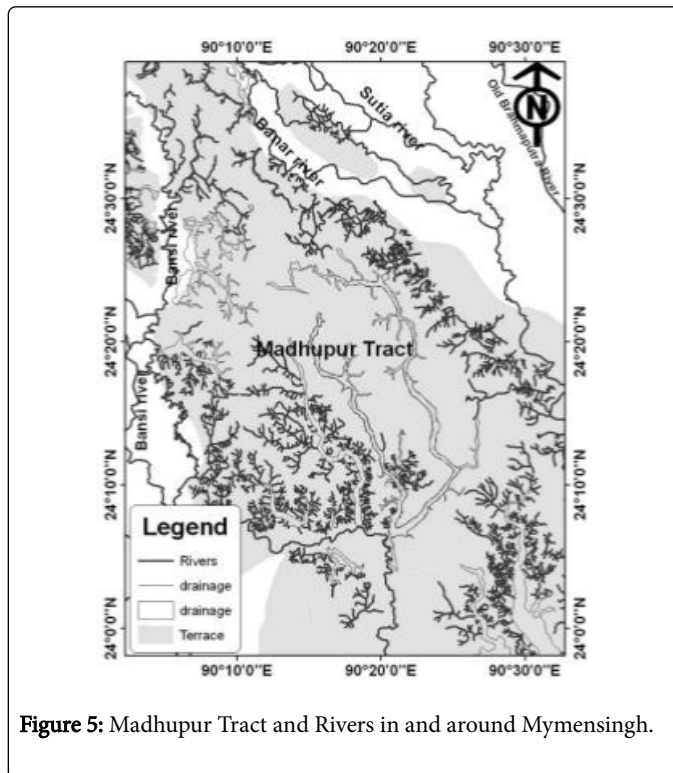 90°10'0"E 90°20'0"E 90°30'0"E
N
Sutia river
Old Brahmaputra River
Banar river
24°30'0"N 24°30'0"N
Bansi river
24°20'0"N 24°20'0"N
Madhupur Tract
Bansi river
24°10'0"N 24°10'0"N
Legend
Rivers
drainage
drainage
Terrace
24°0'0"N 24°0'0"N
90°10'0"E 90°20'0"E 90°30'0"E
Figure 5: Madhupur Tract and Rivers in and around Mymensingh.